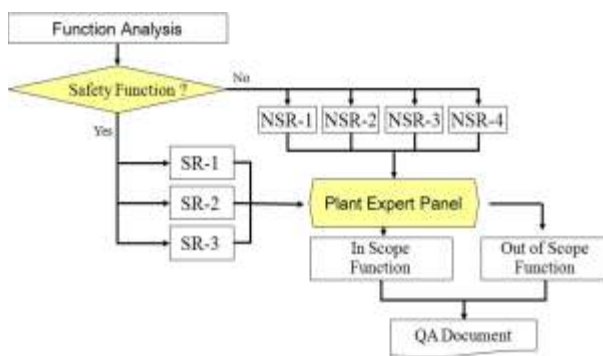 Function Analysis
Safety Function ?
No
Yes
NSR-1
NSR-2
NSR-3
NSR-4
SR-1
SR-2
SR-3
Plant Expert Panel
In Scope
Function
Out of Scope
Function
QA Document